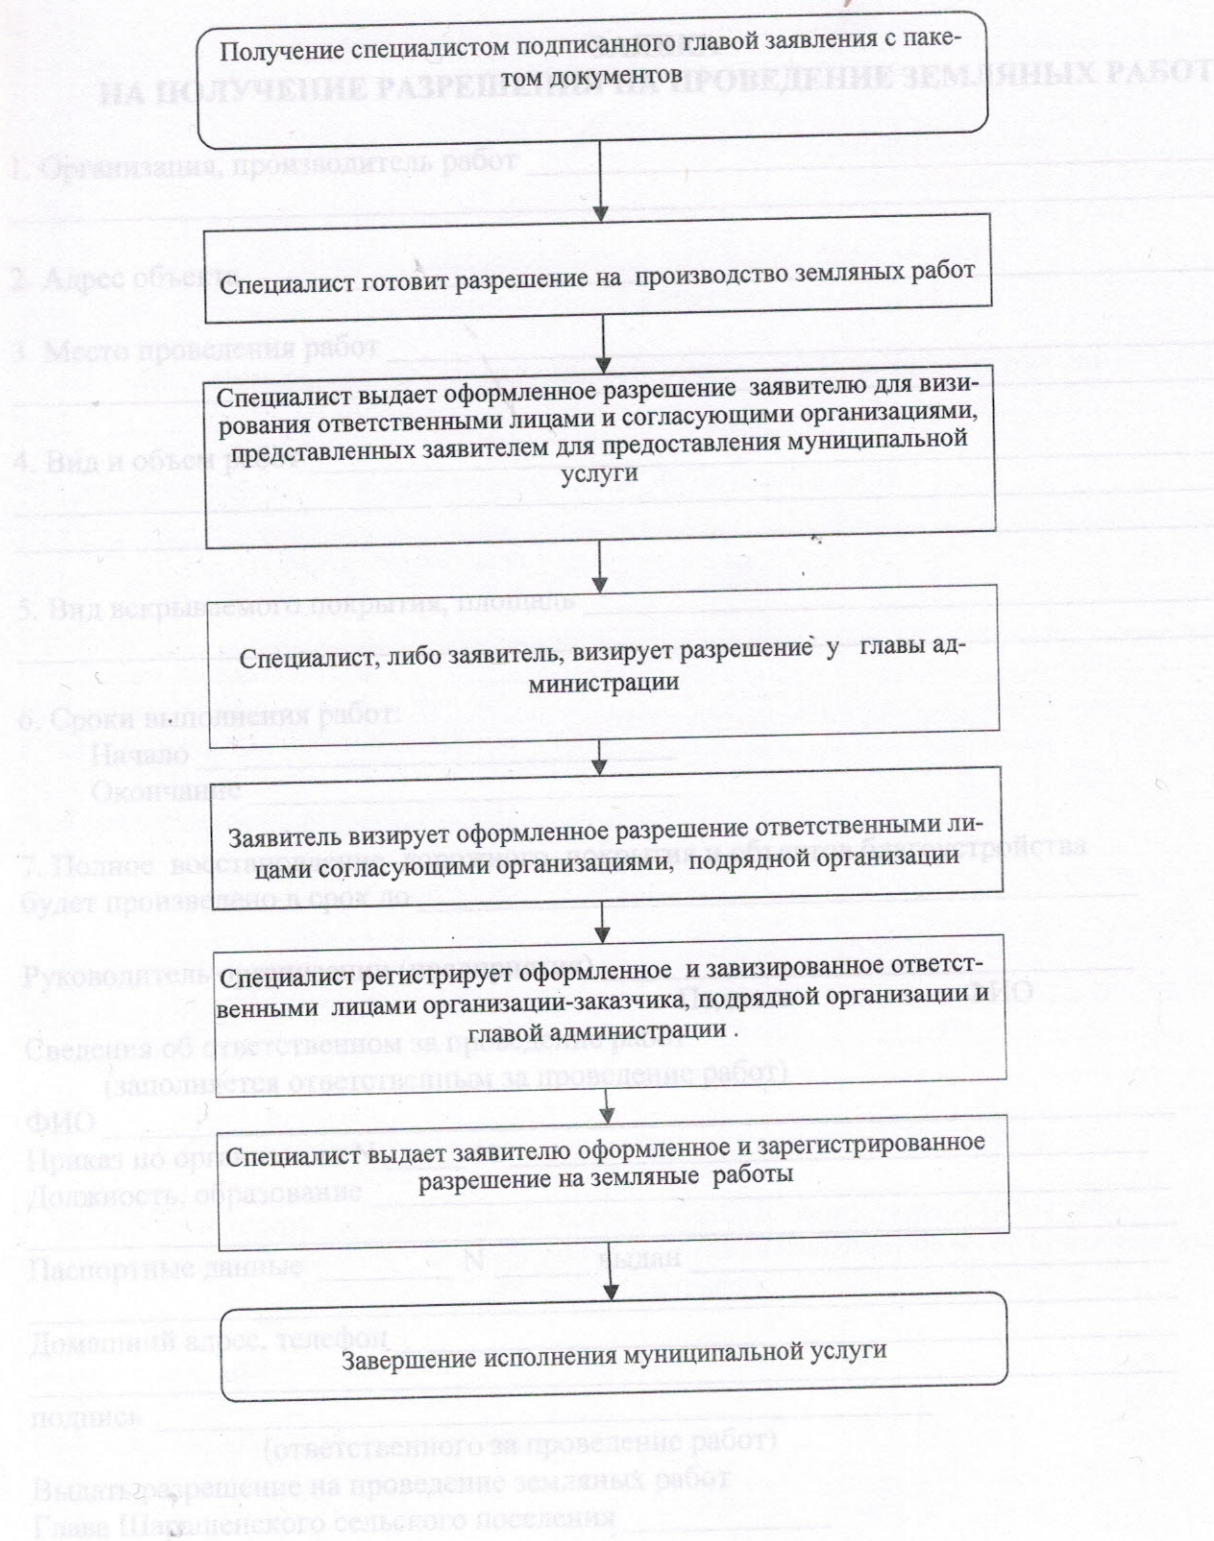 Получение специалистом подписанного главой заявления с паке-
том документов
НА ПОЛУЧЕНИЕ РАЗРЕШЕНИЯ НА ПРОВЕДЕНИЕ ЗЕМЛЯНЫХ РАБОТ
1. Организация, производитель работ
Специалист готовит разрешение на производство земляных работ
2. Адрес объекта
3. Место проведения работ
Специалист выдает оформленное разрешение заявителю для визи-
рования ответственными лицами и согласующими организациями,
представленных заявителем для предоставления муниципальной
услуги
4. Вид и объем работ
5. Вид вскрываемого покрытия, площадь
Специалист, либо заявитель, визирует разрешение у главы ад-
министрации
6. Сроки выполнения работ:
Начало
Окончание
Заявитель визирует оформленное разрешение ответственными ли-
цами согласующими организациями, подрядной организации
7. Полное восстановление дорожного покрытия и объектов благоустройства
будет произведено в срок до
Специалист регистрирует оформленное и завизированное ответст-
венными лицами организации-заказчика, подрядной организации и
главой администрации .
Руководитель
ФИО
Сведения об ответственном за проведение работ
(заполняется ответственным за проведение работ)
ФИО
Специалист выдает заявителю оформленное и зарегистрированное
разрешение на земляные работы
Приказ по
Должность, образование
Паспортные данные N выдан
Домашний адрес, телефон
Завершение исполнения муниципальной услуги
подпись
(ответственного за проведение работ)
Выдать разрешение на проведение земляных работ
Глава сельского поселения